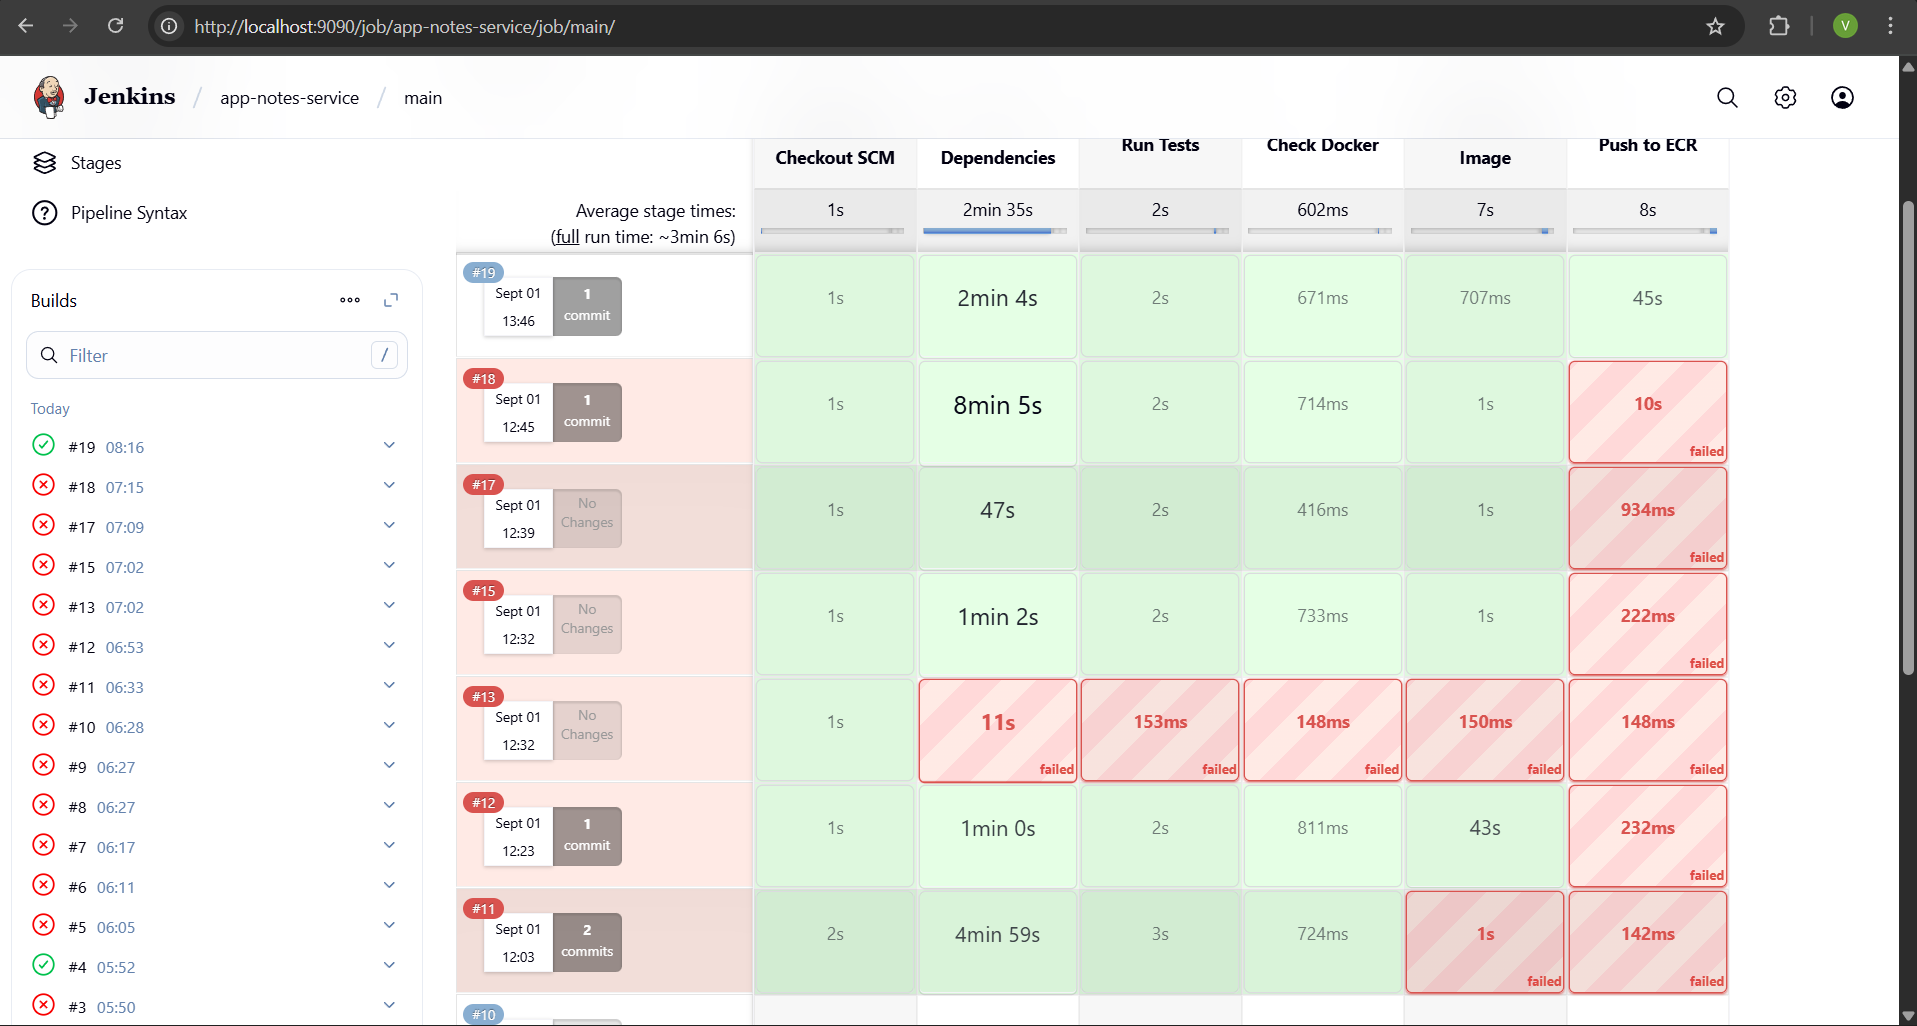 http://localhost:9090/job/app-notes-service/job/main/
V
Jenkins / app-notes-service / main
Stages
Pipeline Syntax
Builds
Filter
/
Today
#19 08:16
#18 07:15
#17 07:09
#15 07:02
#13 07:02
#12 06:53
#11 06:33
#10 06:28
#9 06:27
#8 06:27
#7 06:17
#6 06:11
#5 06:05
#4 05:52
#3 05:50
Checkout SCM
Dependencies
Run Tests
Check Docker
Image
Push to ECR
Average stage times:
(full run time: ~3min 6s)
1s
2min 35s
2s
602ms
7s
8s
#19
Sept 01
13:46
1
commit
1s
2min 4s
2s
671ms
707ms
45s
#18
Sept 01
12:45
1
commit
1s
8min 5s
2s
714ms
1s
10s
failed
#17
Sept 01
12:39
No
Changes
1s
47s
2s
416ms
1s
934ms
failed
#15
Sept 01
12:32
No
Changes
1s
1min 2s
2s
733ms
1s
222ms
failed
#13
Sept 01
12:32
No
Changes
1s
11s
failed
153ms
failed
148ms
failed
150ms
failed
148ms
failed
#12
Sept 01
12:23
1
commit
1s
1min 0s
2s
811ms
43s
232ms
failed
#11
Sept 01
12:03
2
commits
2s
4min 59s
3s
724ms
1s
failed
142ms
failed
#10